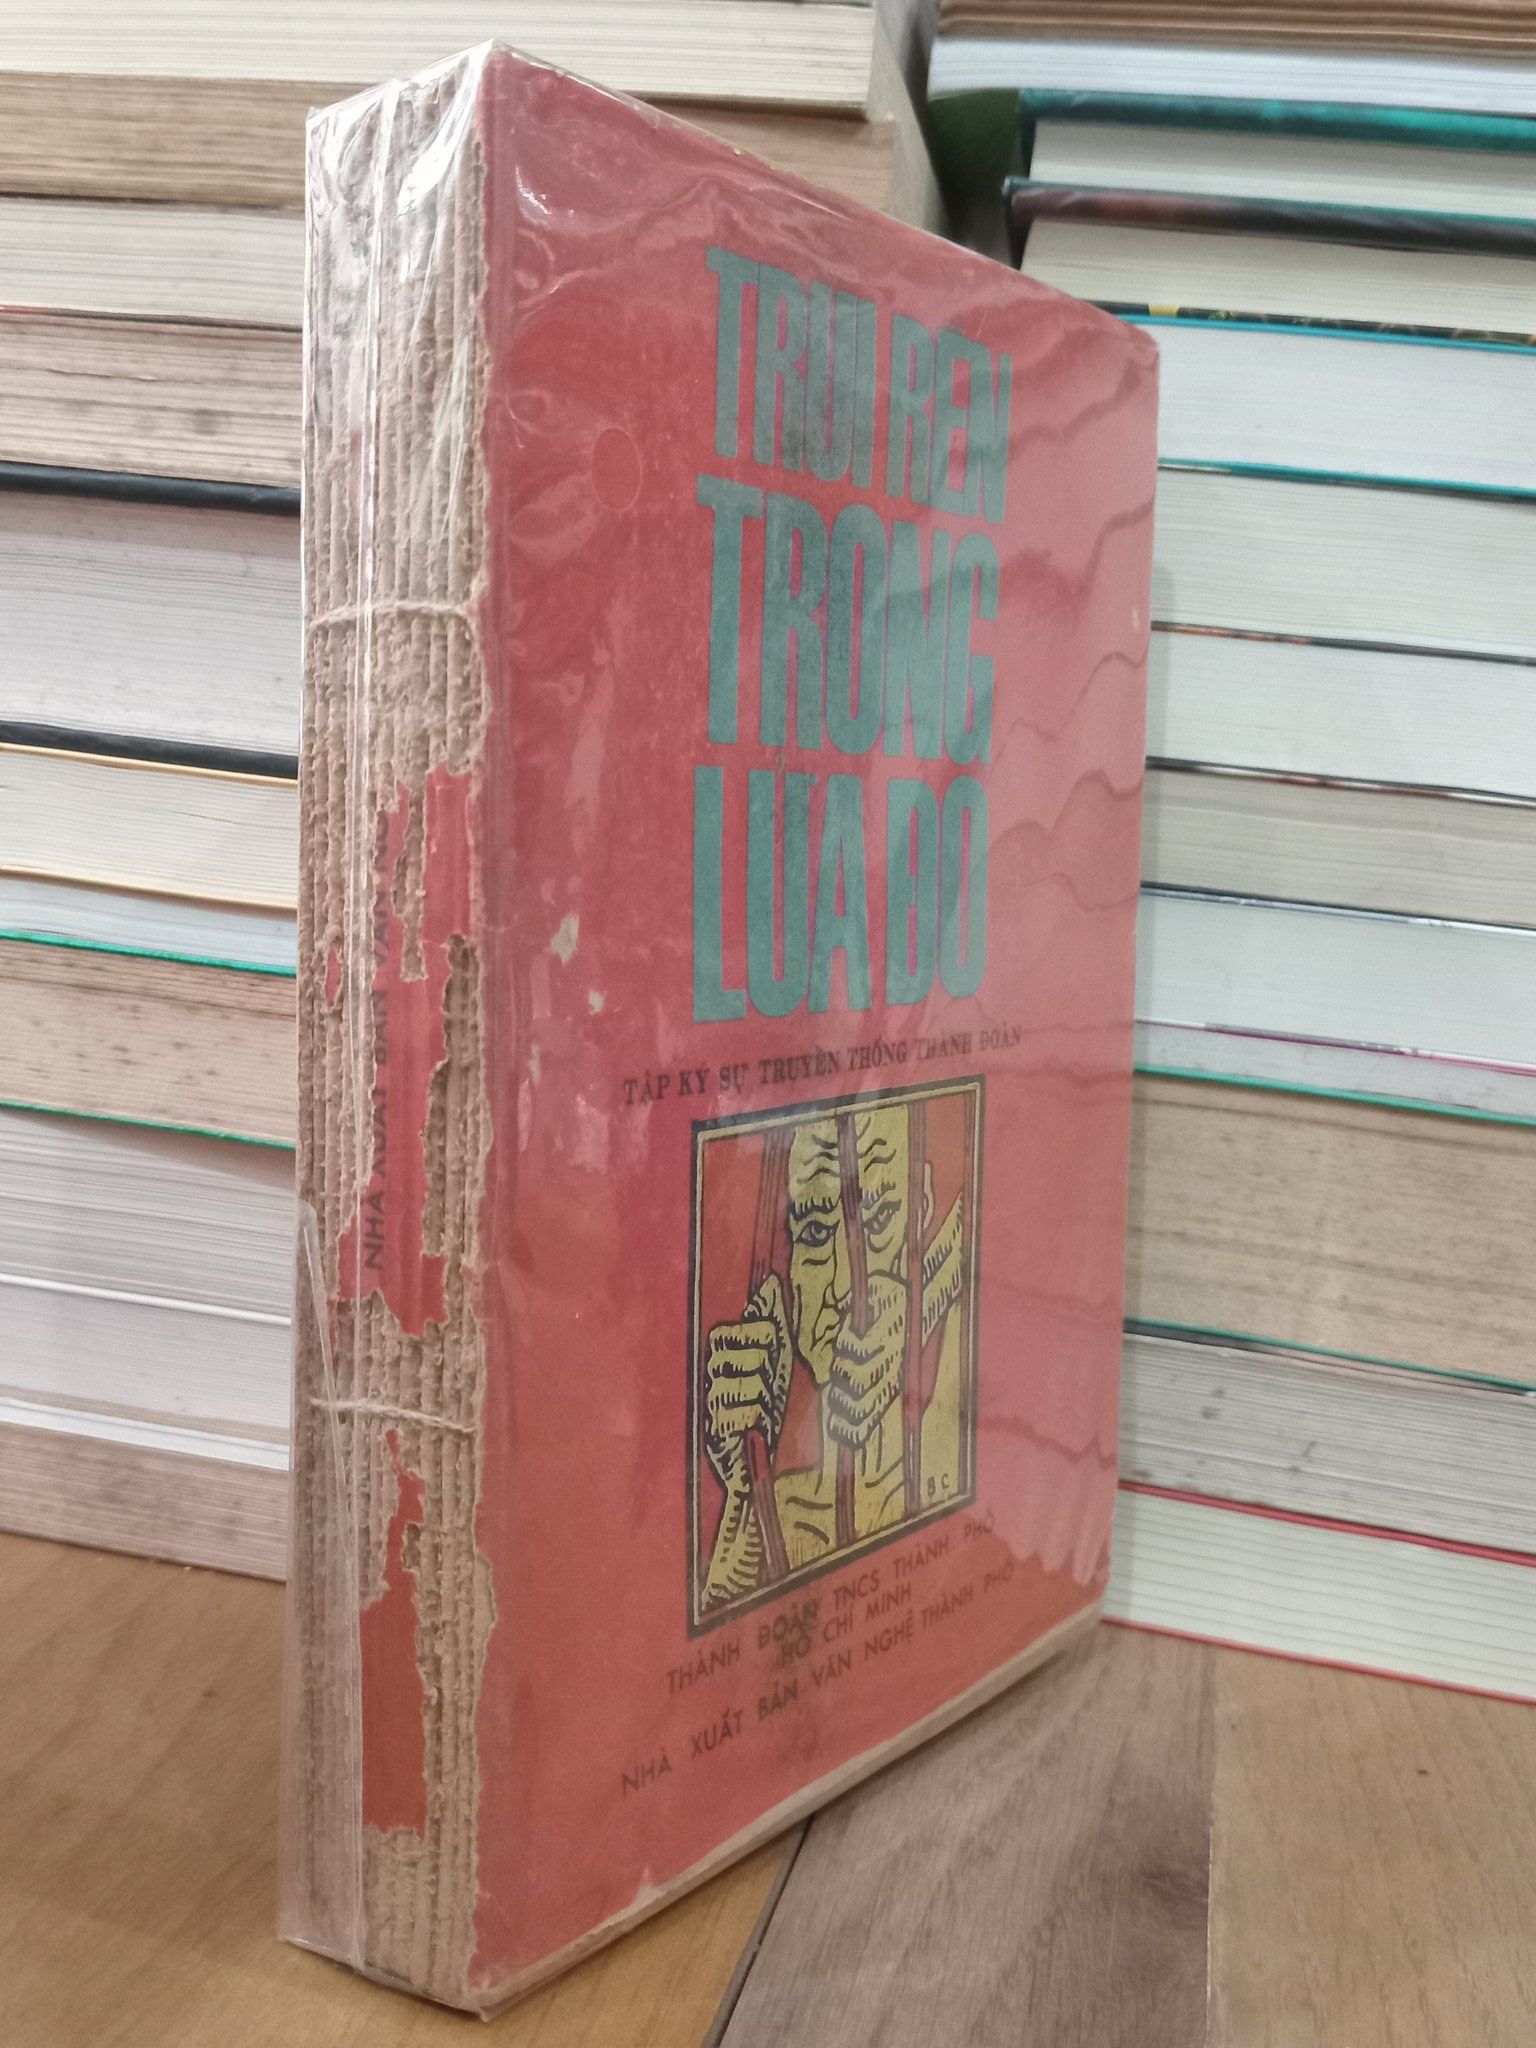 TRUI RÈN
TRONG
LỬA ĐỎ
TẬP KÝ SỰ TRUYỀN THỐNG THÀNH ĐOÀN
B C
THÀNH ĐOÀN TNCS THÀNH PHỐ
HỒ CHÍ MINH
NHÀ XUẤT BẢN VĂN NGHỆ THÀNH PHỐ
NHÀ XUẤT BẢN VĂN NG